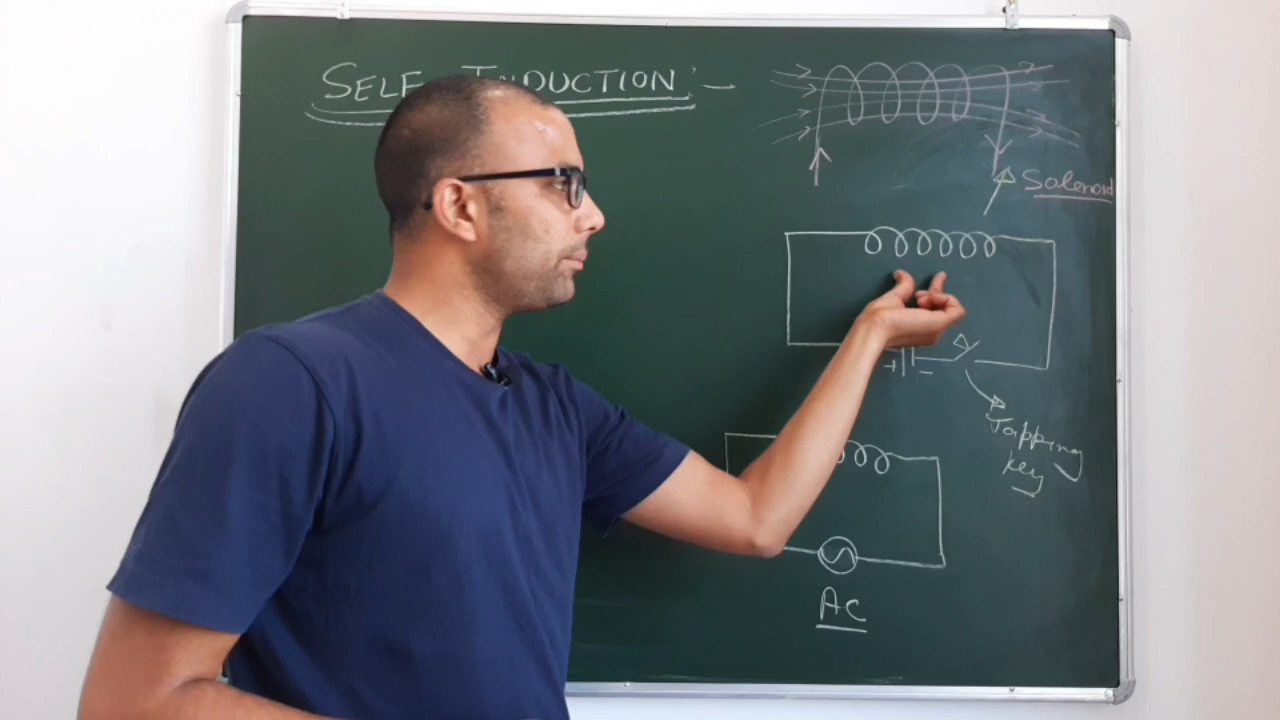 SELF INDUCTION :-
Solenoid
+ -
Tapping
key
AC